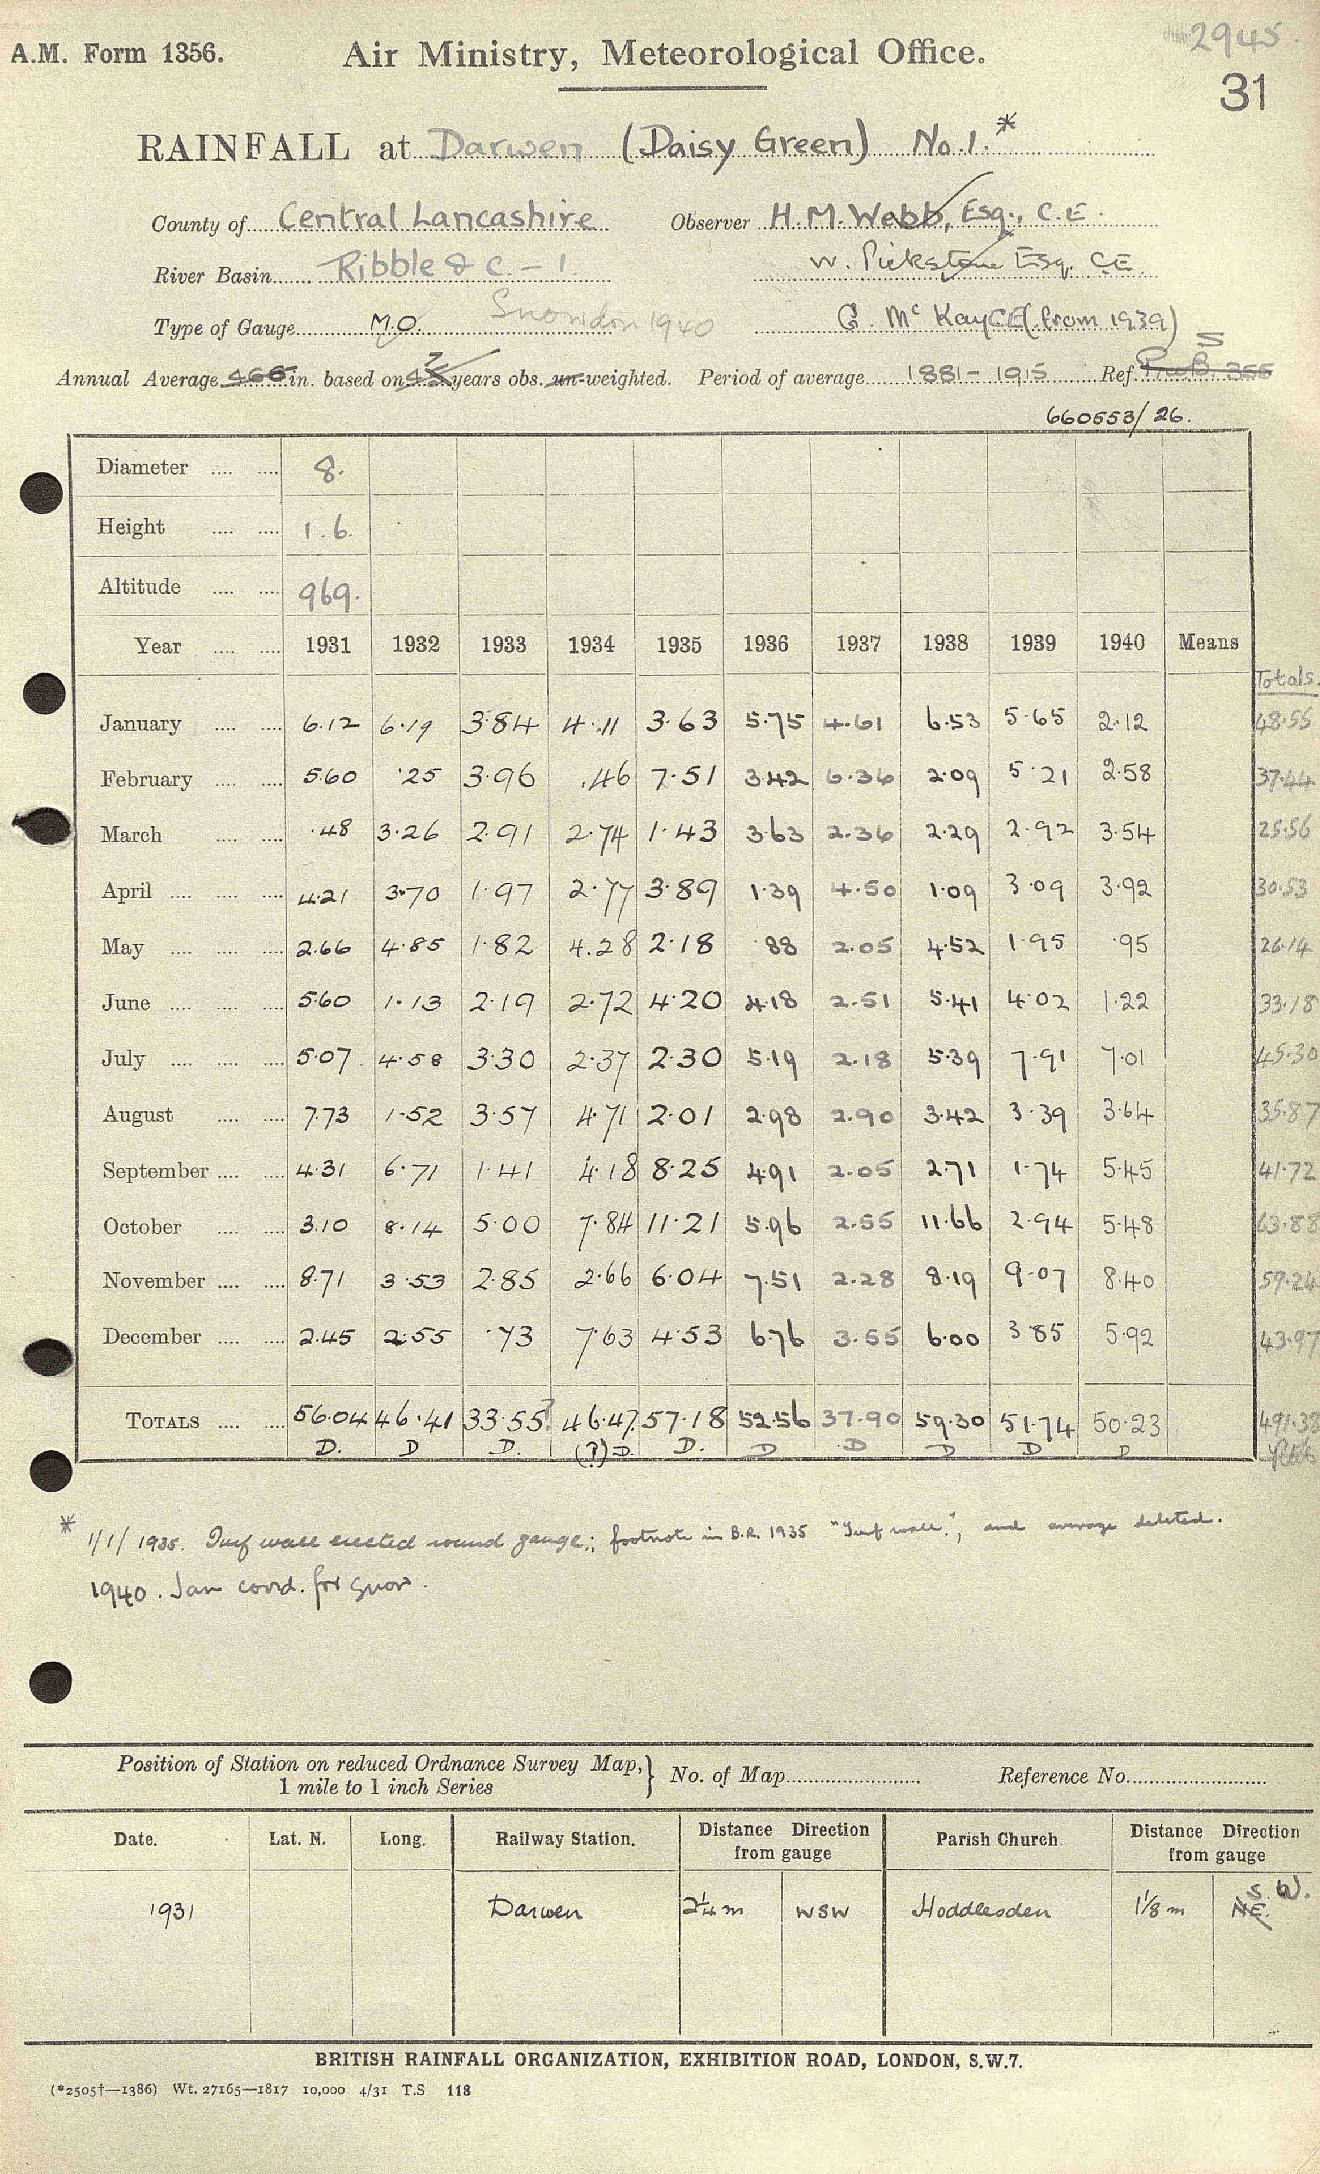 2945.
A.M. Form 1356. Air Ministry, Meteorological Office.
31
RAINFALL at Darwen (Daisy Green) No.1.*
County of Central Lancashire Observer H. M. Webb, Esq., C.E.
River Basin Ribble & C. - 1. W. Pickstone Esq. C.E.
Type of Gauge M.O. Snowdon 1940 G. McKay CE (from 1939)
Annual Average in. based on years obs. un-weighted. Period of average 1881 - 1915 Ref. 355
660553/26.
Diameter 8.
Height 1.6
Altitude 969.
Year 1931 1932 1933 1934 1935 1936 1937 1938 1939 1940 Means
Totals.
January 6.12 6.19 3.84 4.11 3.63 5.75 4.61 6.53 5.65 2.12 48.55
February 5.60 .25 3.96 .46 7.51 3.42 6.36 2.09 5.21 2.58 37.44
March .48 3.26 2.91 2.74 1.43 3.63 2.36 2.29 2.92 3.54 25.56
April 4.21 3.70 1.97 2.77 3.89 1.39 4.50 1.09 3.09 3.92 30.53
May 2.66 4.85 1.82 4.28 2.18 .88 2.05 4.52 1.95 .95 26.14
June 5.60 1.13 2.19 2.72 4.20 4.18 2.51 5.41 4.02 1.22 33.18
July 5.07 4.58 3.30 2.37 2.30 5.19 2.18 5.39 7.91 7.01 45.30
August 7.73 1.52 3.57 4.71 2.01 2.98 2.90 3.42 3.39 3.64 35.87
September 4.31 6.71 1.41 4.18 8.25 4.91 2.05 2.71 1.74 5.45 41.72
October 3.10 8.14 5.00 7.84 11.21 5.96 2.55 11.66 2.94 5.48 63.88
November 8.71 3.53 2.85 2.66 6.04 7.51 2.28 8.19 9.07 8.40 59.24
December 2.45 2.55 .73 7.63 4.53 6.76 3.55 6.00 3.85 5.92 43.97
TOTALS 56.04 46.41 33.55? 46.47 57.18 52.56 37.90 59.30 51.74 50.23 491.38
D. D D. (?) D D. D D D D D
* 1/1/1935. Turf wall erected round gauge; footnote in B.R. 1935 "Turf wall.", and average deleted.
1940. Jan corrd. for snow.
Position of Station on reduced Ordnance Survey Map, } No. of Map Reference No.
1 mile to 1 inch Series
Date. Lat. N. Long. Railway Station. Distance Direction from gauge Parish Church. Distance Direction from gauge
S. W.
1931 Darwen 2¼ m WSW Hoddlesden 1⅛ m NE.
BRITISH RAINFALL ORGANIZATION, EXHIBITION ROAD, LONDON, S.W.7.
(*2505†—1386) Wt. 27165—1817 10,000 4/31 T.S 118